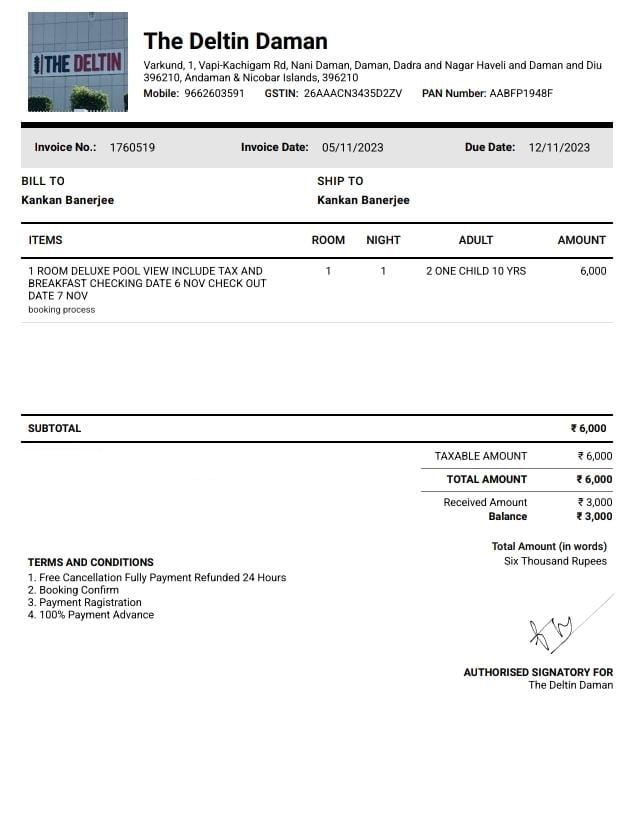 THE DELTIN
The Deltin Daman
Varkund, 1, Vapi-Kachigam Rd, Nani Daman, Daman, Dadra and Nagar Haveli and Daman and Diu
396210, Andaman & Nicobar Islands, 396210
Mobile: 9662603591 GSTIN: 26AAACN3435D2ZV PAN Number: AABFP1948F
Invoice No.: 1760519 Invoice Date: 05/11/2023 Due Date: 12/11/2023
BILL TO SHIP TO
Kankan Banerjee Kankan Banerjee
ITEMS ROOM NIGHT ADULT AMOUNT
1 ROOM DELUXE POOL VIEW INCLUDE TAX AND 1 1 2 ONE CHILD 10 YRS 6,000
BREAKFAST CHECKING DATE 6 NOV CHECK OUT
DATE 7 NOV
booking process
SUBTOTAL ₹ 6,000
TAXABLE AMOUNT ₹ 6,000
TOTAL AMOUNT ₹ 6,000
Received Amount ₹ 3,000
Balance ₹ 3,000
Total Amount (in words)
Six Thousand Rupees
TERMS AND CONDITIONS
1. Free Cancellation Fully Payment Refunded 24 Hours
2. Booking Confirm
3. Payment Ragistration
4. 100% Payment Advance
AUTHORISED SIGNATORY FOR
The Deltin Daman